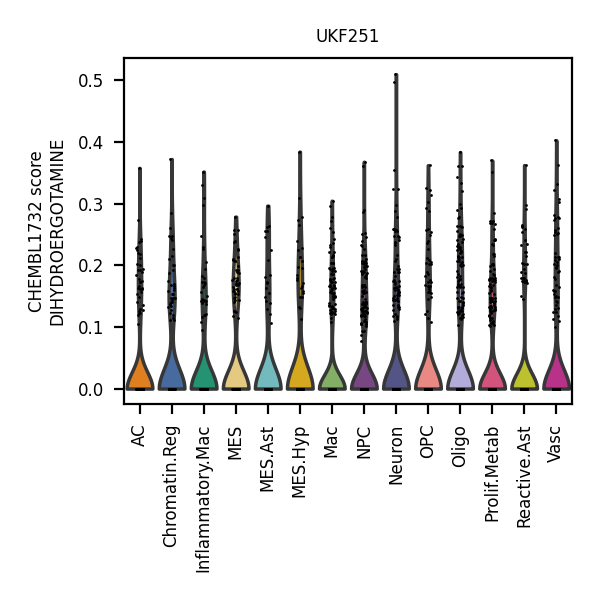 UKF251
CHEMBL1732 score
DIHYDROERGOTAMINE
0.5
0.4
0.3
0.2
0.1
0.0
AC
Chromatin.Reg
Inflammatory.Mac
MES
MES.Ast
MES.Hyp
Mac
NPC
Neuron
OPC
Oligo
Prolif.Metab
Reactive.Ast
Vasc